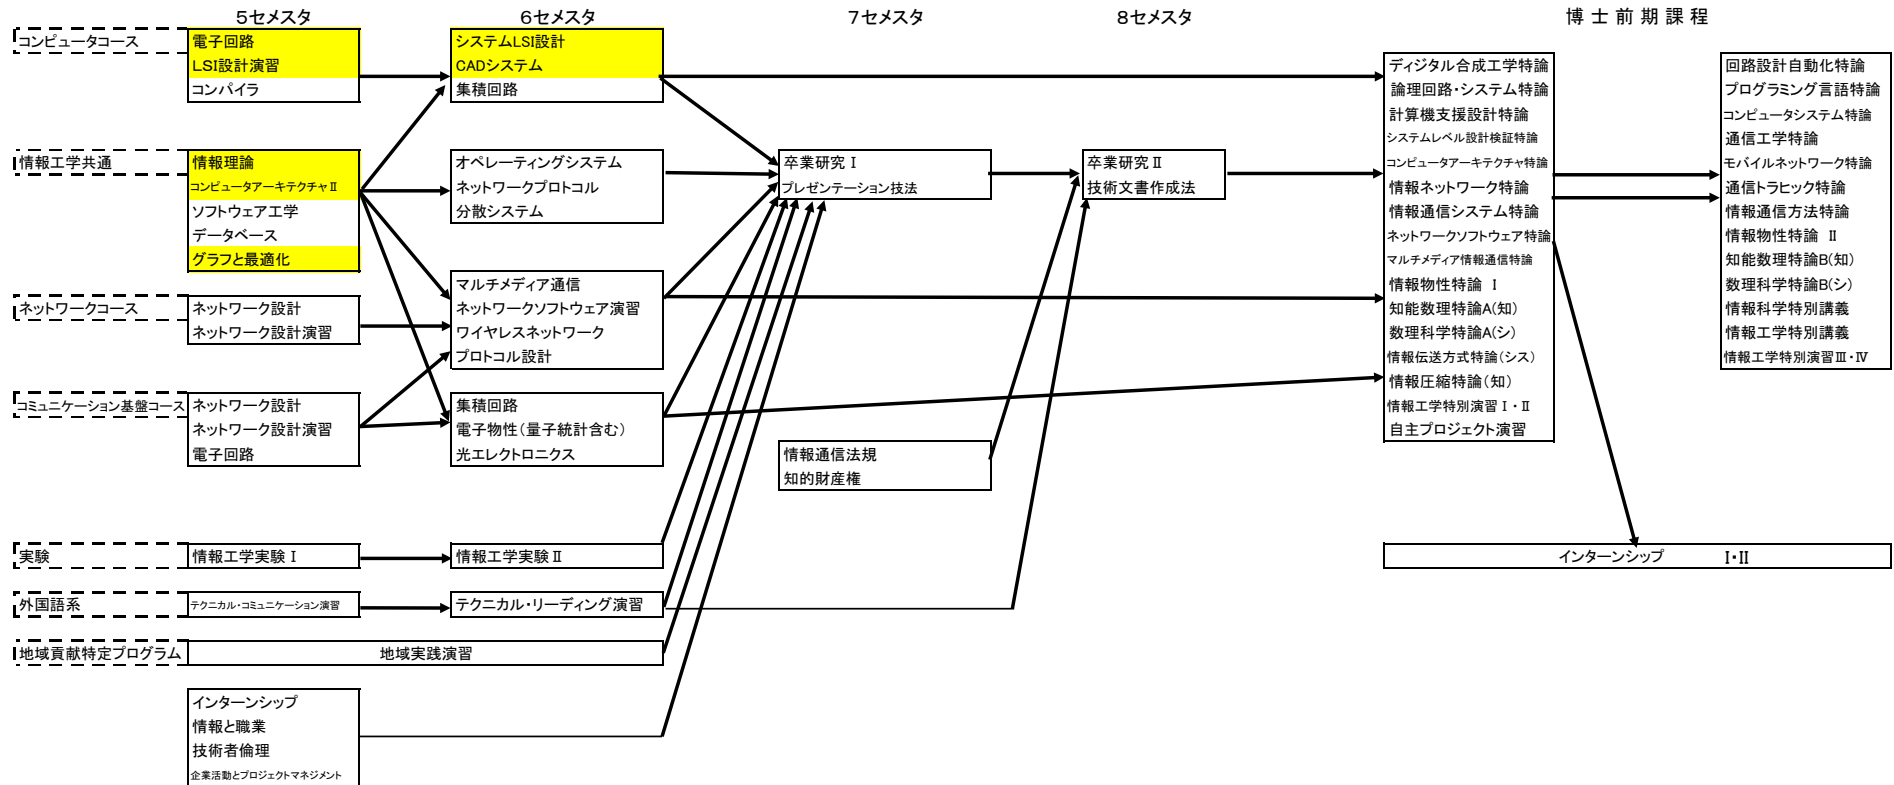 ５セメスタ
６セメスタ
７セメスタ
８セメスタ
博士前期課程
コンピュータコース
電子回路
LSI設計演習
コンパイラ
システムLSI設計
CADシステム
集積回路
情報工学共通
情報理論
コンピュータアーキテクチャⅡ
ソフトウェア工学
データベース
グラフと最適化
オペレーティングシステム
ネットワークプロトコル
分散システム
卒業研究Ⅰ
プレゼンテーション技法
卒業研究Ⅱ
技術文書作成法
ネットワークコース
ネットワーク設計
ネットワーク設計演習
マルチメディア通信
ネットワークソフトウェア演習
ワイヤレスネットワーク
プロトコル設計
コミュニケーション基盤コース
ネットワーク設計
ネットワーク設計演習
電子回路
集積回路
電子物性（量子統計含む）
光エレクトロニクス
情報通信法規
知的財産権
ディジタル合成工学特論
論理回路・システム特論
計算機支援設計特論
システムレベル設計検証特論
コンピュータアーキテクチャ特論
情報ネットワーク特論
情報通信システム特論
ネットワークソフトウェア特論
マルチメディア情報通信特論
情報物性特論 Ⅰ
知能数理特論A(知)
数理科学特論A(シ)
情報伝送方式特論（シス）
情報圧縮特論（知）
情報工学特別演習Ⅰ・Ⅱ
自主プロジェクト演習
回路設計自動化特論
プログラミング言語特論
コンピュータシステム特論
通信工学特論
モバイルネットワーク特論
通信トラヒック特論
情報通信方法特論
情報物性特論 Ⅱ
知能数理特論B(知)
数理科学特論B(シ)
情報科学特別講義
情報工学特別講義
情報工学特別演習Ⅲ・Ⅳ
実験
情報工学実験Ⅰ
情報工学実験Ⅱ
インターンシップ Ⅰ・Ⅱ
外国語系
テクニカル・コミュニケーション演習
テクニカル・リーディング演習
地域貢献特定プログラム
地域実践演習
インターンシップ
情報と職業
技術者倫理
企業活動とプロジェクトマネジメント